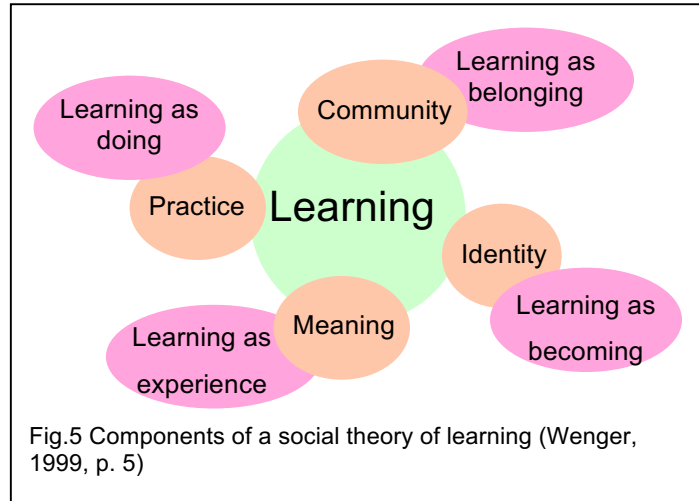 Learning as
belonging
Community
Learning as
doing
Practice
Learning
Identity
Learning as
becoming
Meaning
Learning as
experience
Fig.5 Components of a social theory of learning (Wenger,
1999, p. 5)